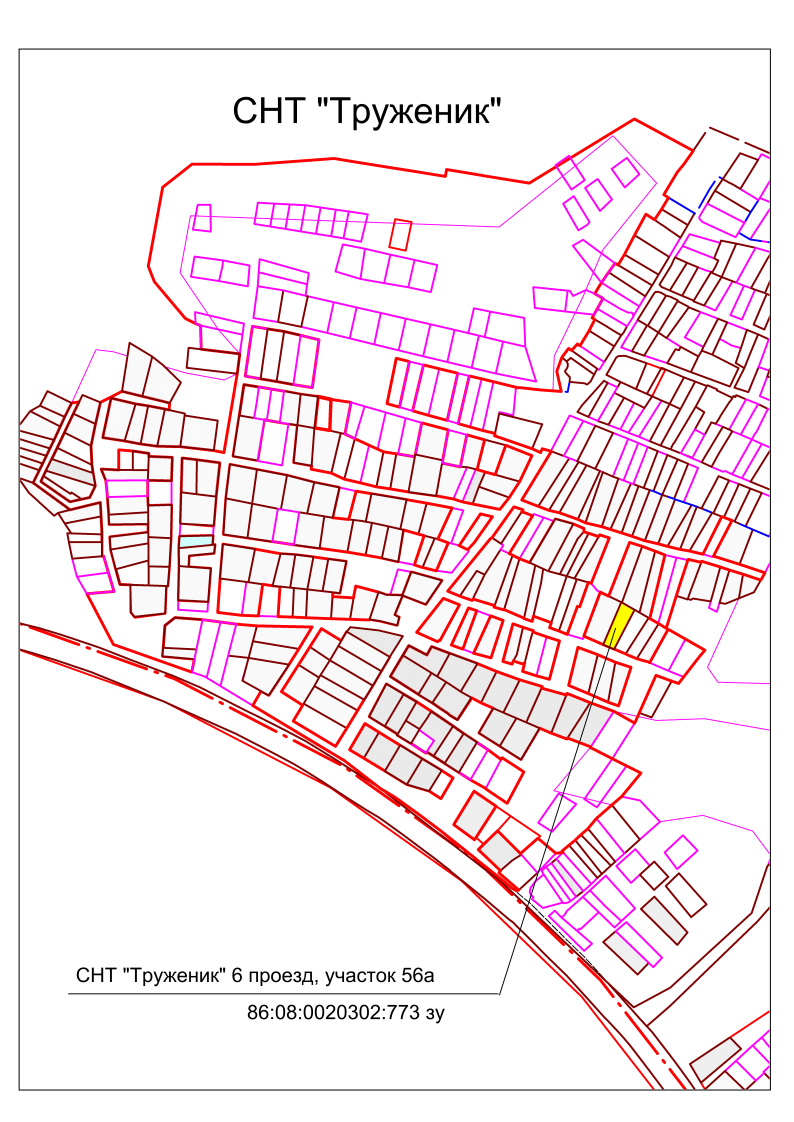 СНТ "Труженик"
СНТ "Труженик" 6 проезд, участок 56а
86:08:0020302:773 зу